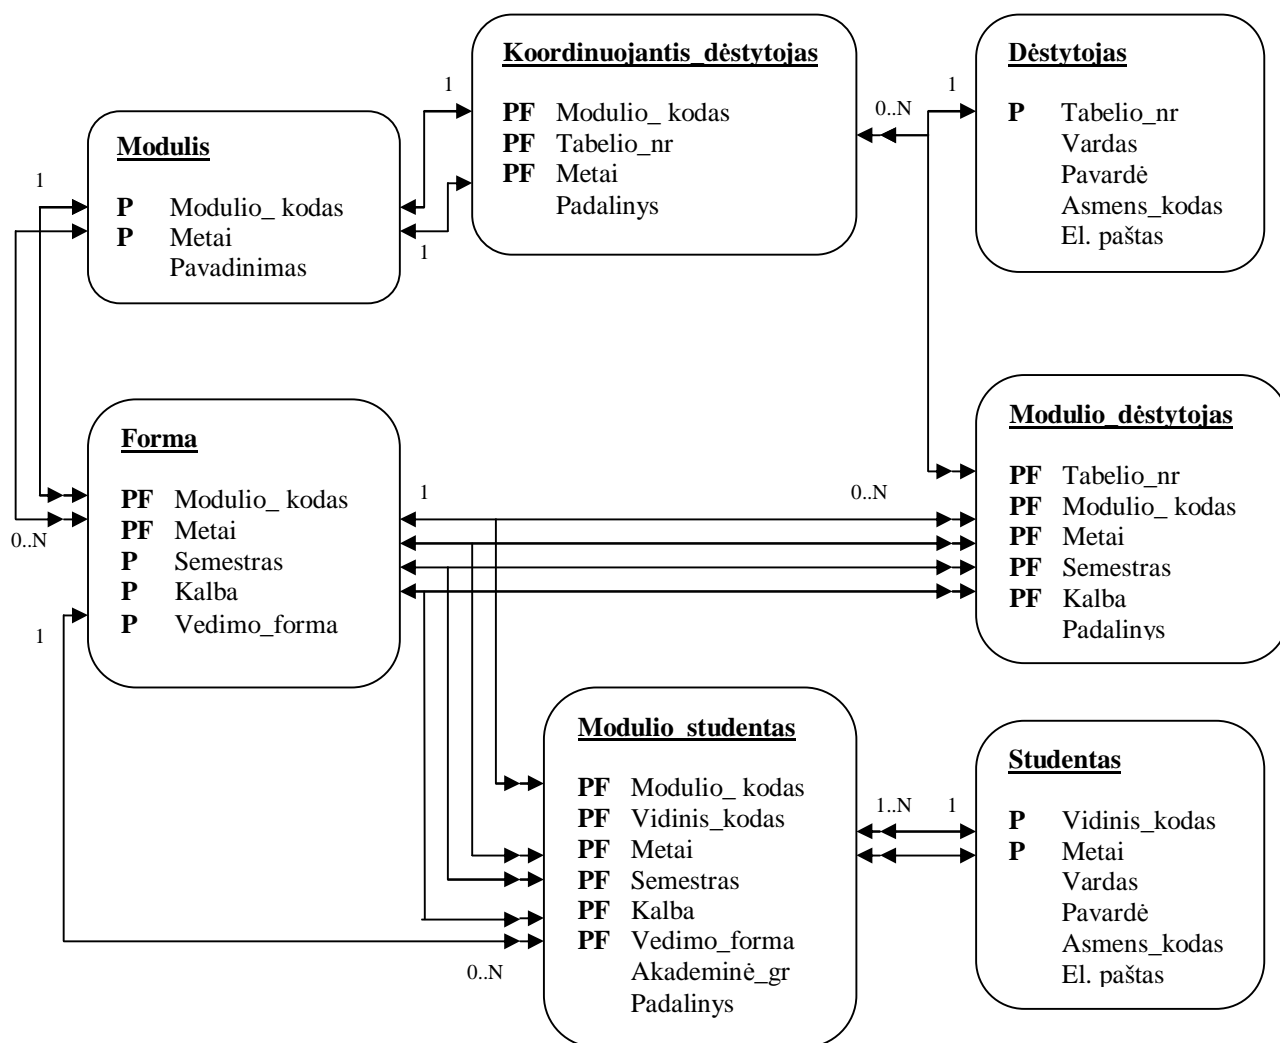 Koordinuojantis_dėstytojas
PF Modulio_ kodas
PF Tabelio_nr
PF Metai
Padalinys
Dėstytojas
P Tabelio_nr
Vardas
Pavardė
Asmens_kodas
El. paštas
1
0..N
1
Modulis
P Modulio_ kodas
P Metai
Pavadinimas
1
1
Forma
PF Modulio_ kodas
PF Metai
P Semestras
P Kalba
P Vedimo_forma
0..N
1
1
0..N
Modulio_dėstytojas
PF Tabelio_nr
PF Modulio_ kodas
PF Metai
PF Semestras
PF Kalba
Padalinys
Modulio_studentas
PF Modulio_ kodas
PF Vidinis_kodas
PF Metai
PF Semestras
PF Kalba
PF Vedimo_forma
Akademinė_gr
Padalinys
0..N
1..N
1
Studentas
P Vidinis_kodas
P Metai
Vardas
Pavardė
Asmens_kodas
El. paštas